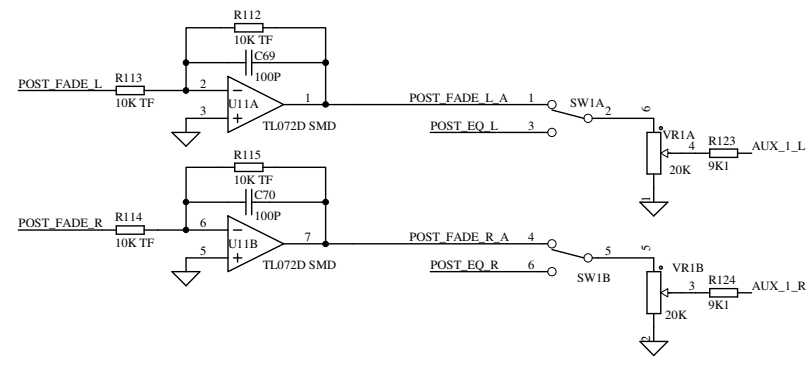 R112
10K TF
C69
100P
POST_FADE_L
R113
10K TF
2
3
U11A
1
TL072D SMD
POST_FADE_L_A
1
SW1A
2
POST_EQ_L
3
6
VR1A
4
20K
1
R123
9K1
AUX_1_L
R115
10K TF
C70
100P
POST_FADE_R
R114
10K TF
6
5
U11B
7
TL072D SMD
POST_FADE_R_A
4
5
SW1B
POST_EQ_R
6
5
VR1B
3
20K
2
R124
9K1
AUX_1_R